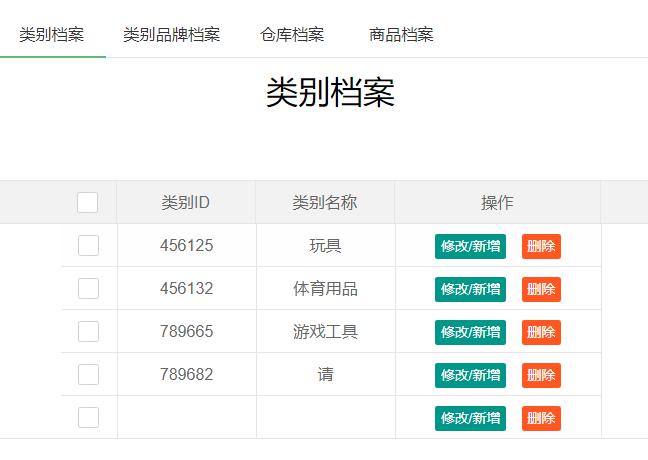 类别档案 类别品牌档案 仓库档案 商品档案
类别档案
类别ID 类别名称 操作
456125 玩具 修改/新增 删除
456132 体育用品 修改/新增 删除
789665 游戏工具 修改/新增 删除
789682 请 修改/新增 删除
修改/新增 删除